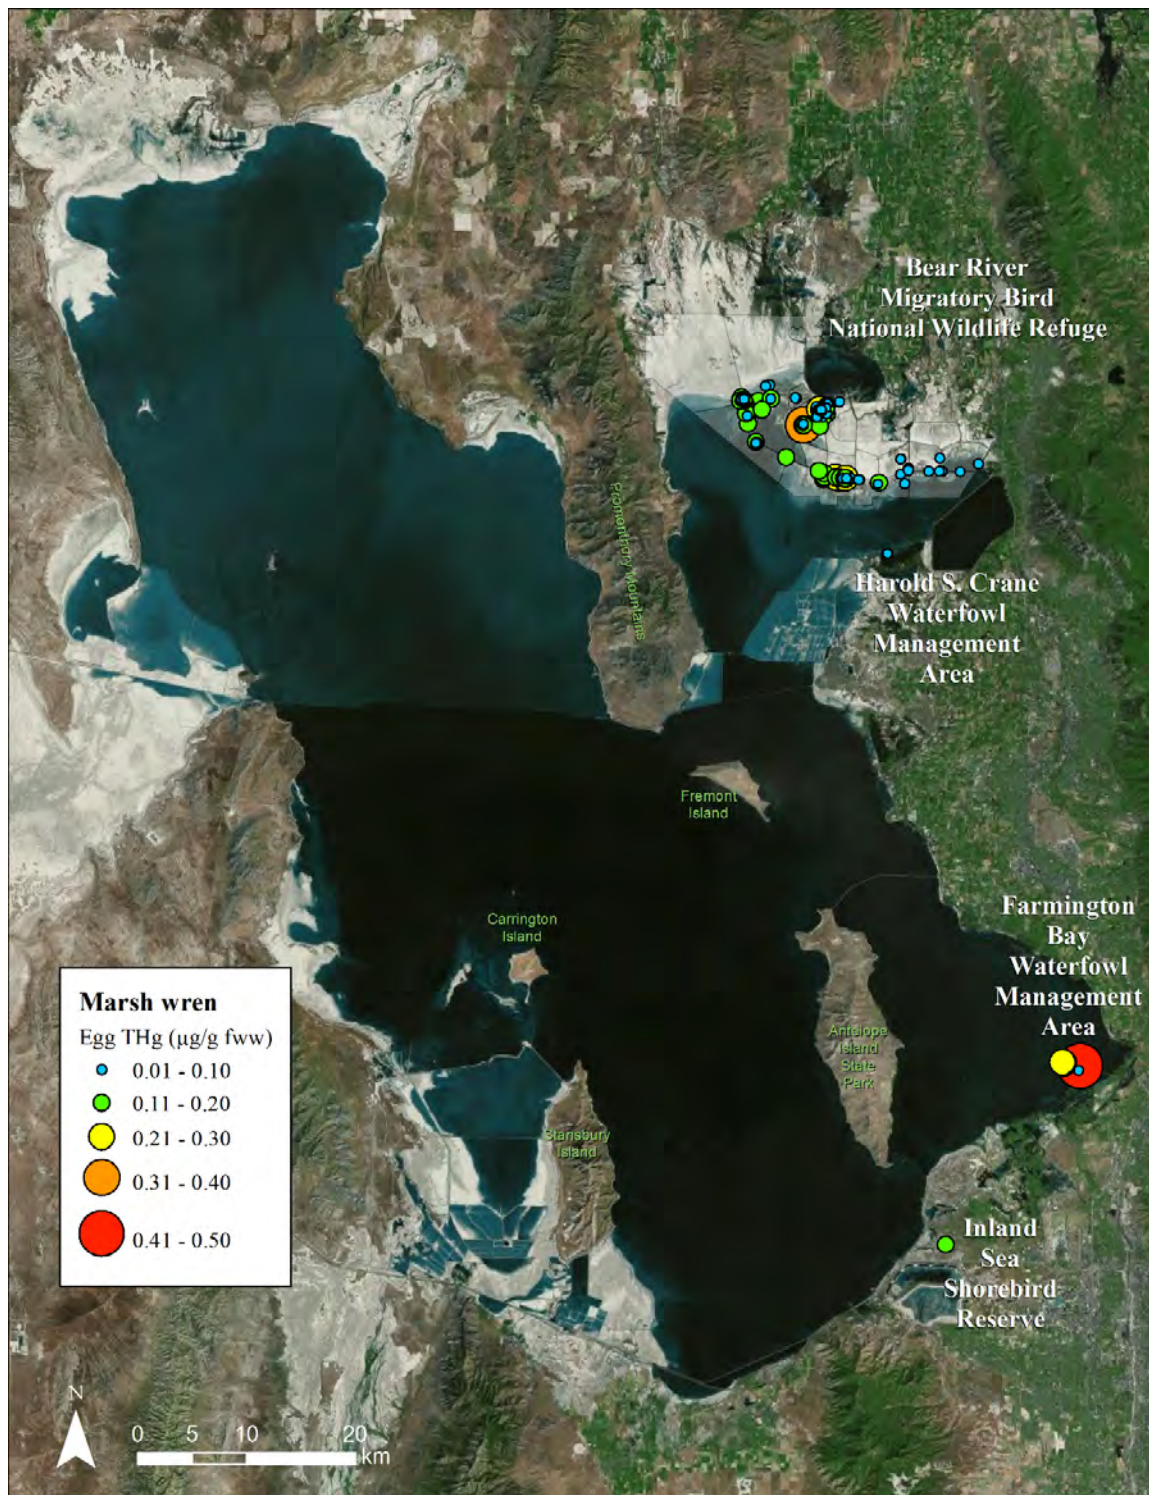 Bear River
Migratory Bird
National Wildlife Refuge
Promontory Mountains
Harold S. Crane
Waterfowl
Management
Area
Fremont
Island
Carrington
Island
Farmington
Bay
Waterfowl
Management
Area
Antelope
Island
State
Park
Stansbury
Island
Inland
Sea
Shorebird
Reserve
Marsh wren
Egg THg (µg/g fww)
0.01 - 0.10
0.11 - 0.20
0.21 - 0.30
0.31 - 0.40
0.41 - 0.50
N
0 5 10 20
km